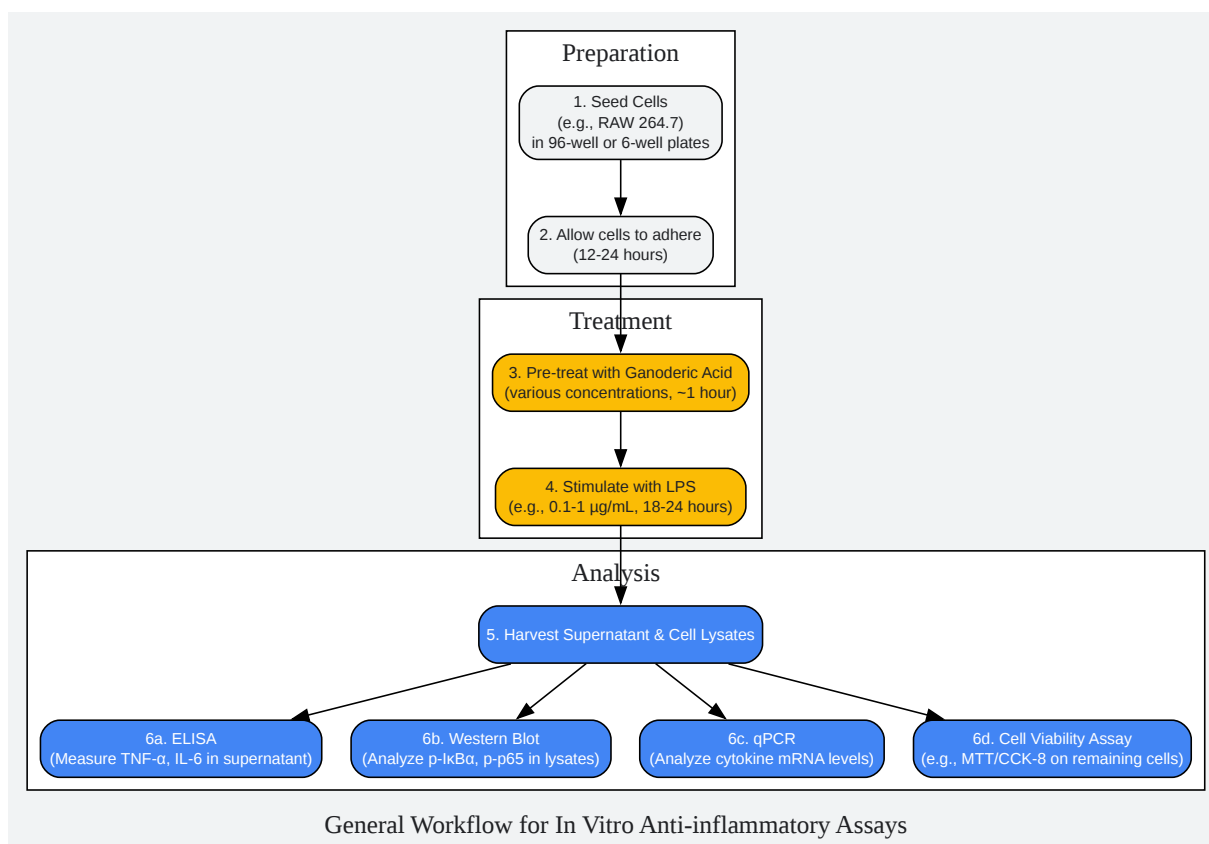 Preparation
1. Seed Cells
(e.g., RAW 264.7)
in 96-well or 6-well plates
2. Allow cells to adhere
(12-24 hours)
Treatment
3. Pre-treat with Ganoderic Acid
(various concentrations, ~1 hour)
4. Stimulate with LPS
(e.g., 0.1-1 µg/mL, 18-24 hours)
Analysis
5. Harvest Supernatant & Cell Lysates
6a. ELISA
(Measure TNF-α, IL-6 in supernatant)
6b. Western Blot
(Analyze p-IκBα, p-p65 in lysates)
6c. qPCR
(Analyze cytokine mRNA levels)
6d. Cell Viability Assay
(e.g., MTT/CCK-8 on remaining cells)
General Workflow for In Vitro Anti-inflammatory Assays